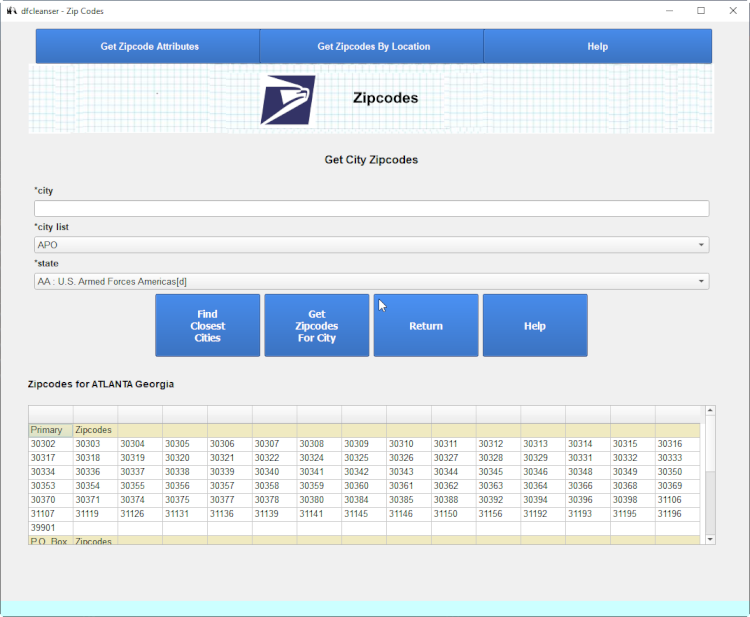 dfcleanser - Zip Codes
Get Zipcode Attributes Get Zipcodes By Location Help
Zipcodes
Get City Zipcodes
*city
*city list
APO
*state
AA : U.S. Armed Forces Americas[d]
Find Closest Cities Get Zipcodes For City Return Help
Zipcodes for ATLANTA Georgia
Primary Zipcodes
30302 30303 30304 30305 30306 30307 30308 30309 30310 30311 30312 30313 30314 30315 30316
30317 30318 30319 30320 30321 30322 30324 30325 30326 30327 30328 30329 30331 30332 30333
30334 30336 30337 30338 30339 30340 30341 30342 30343 30344 30345 30346 30348 30349 30350
30353 30354 30355 30356 30357 30358 30359 30360 30361 30362 30363 30364 30366 30368 30369
30370 30371 30374 30375 30377 30378 30380 30384 30385 30388 30392 30394 30396 30398 31106
31107 31119 31126 31131 31136 31139 31141 31145 31146 31150 31156 31192 31193 31195 31196
39901
P.O. Box Zipcodes